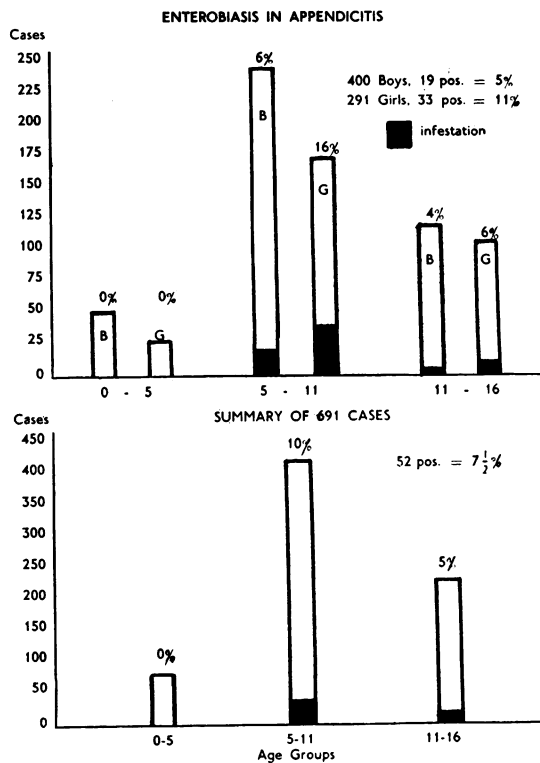 ENTEROBIASIS IN APPENDICITIS
Cases
250
225
200
175
150
125
100
75
50
25
0
400 Boys, 19 pos. = 5%
291 Girls, 33 pos. = 11%
infestation
0%
0%
6%
16%
4%
6%
B
G
B
G
B
G
0 - 5
5 - 11
11 - 16
SUMMARY OF 691 CASES
Cases
450
400
350
300
250
200
150
100
50
0
52 pos. = 7 1/2 %
0%
10%
5%
0-5
5-11
11-16
Age Groups